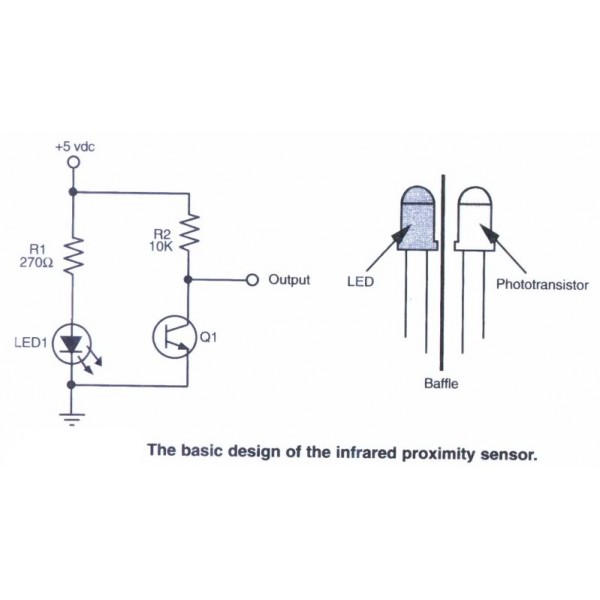 +5 vdc
R1
270Ω
R2
10K
Output
LED1
Q1
LED
Phototransistor
Baffle
The basic design of the infrared proximity sensor.